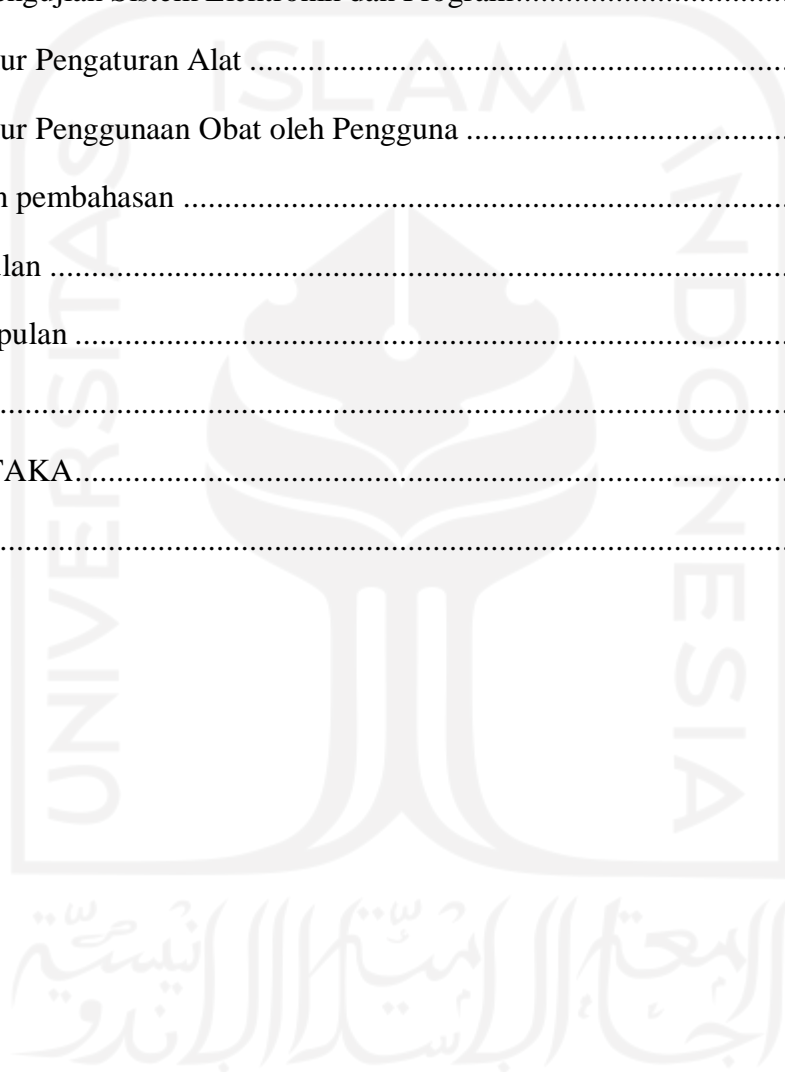 ngujian Sistem Elektronik dan Program....................................
ur Pengaturan Alat ......................................................................
ur Penggunaan Obat oleh Pengguna ..........................................
n pembahasan ..............................................................................
ulan ..............................................................................................
pulan ...........................................................................................
......................................................................................................
TAKA..........................................................................................
......................................................................................................
ISLAM
UNIVERSITAS
INDONESIA